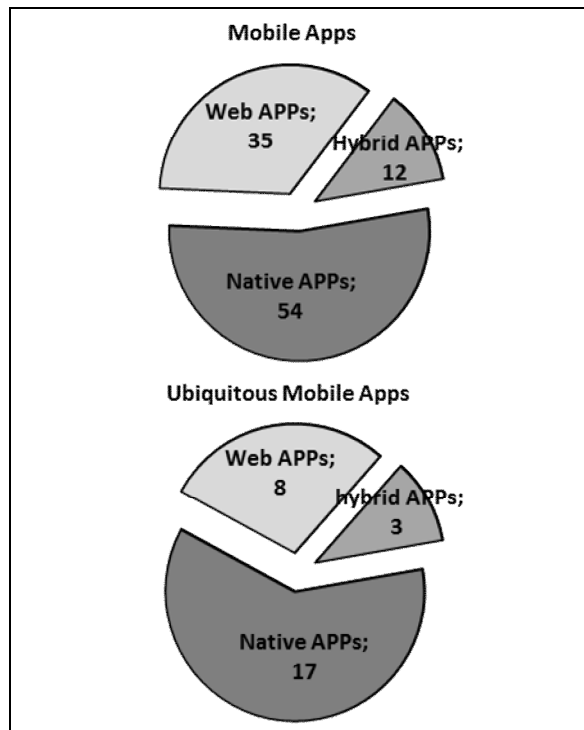 Mobile Apps
Web APPs;
35
Hybrid APPs;
12
Native APPs;
54
Ubiquitous Mobile Apps
Web APPs;
8
hybrid APPs;
3
Native APPs;
17